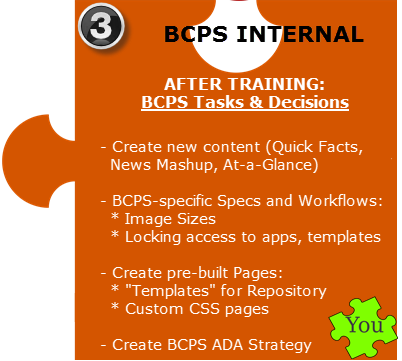 3
BCPS INTERNAL
AFTER TRAINING:
BCPS Tasks & Decisions
- Create new content (Quick Facts,
News Mashup, At-a-Glance)
- BCPS-specific Specs and Workflows:
* Image Sizes
* Locking access to apps, templates
- Create pre-built Pages:
* "Templates" for Repository
* Custom CSS pages
- Create BCPS ADA Strategy
You